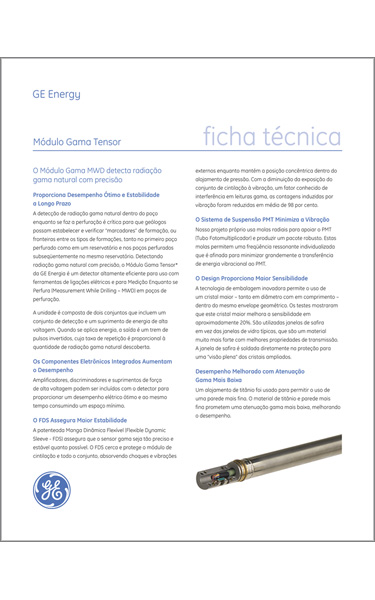 GE Energy
Módulo Gama Tensor
ficha técnica
O Módulo Gama MWD detecta radiação
gama natural com precisão
Proporciona Desempenho Ótimo e Estabilidade
a Longo Prazo
A detecção de radiação gama natural dentro do poço
enquanto se faz a perfuração é crítica para que geólogos
possam estabelecer e verificar "marcadores" de formação, ou
fronteiras entre os tipos de formações, tanto no primeiro poço
perfurado como em um reservatório e nos poços perfurados
subseqüentemente no mesmo reservatório. Detectando
radiação gama natural com precisão, o Módulo Gama Tensor*
da GE Energia é um detector altamente eficiente para uso com
ferramentas de ligações elétricas e para Medição Enquanto se
Perfura (Measurement While Drilling – MWD) em poços de
perfuração.
A unidade é composta de dois conjuntos que incluem um
conjunto de detecção e um suprimento de energia de alta
voltagem. Quando se aplica energia, a saída é um trem de
pulsos invertidos, cuja taxa de repetição é proporcional à
quantidade de radiação gama natural descoberta.
Os Componentes Eletrônicos Integrados Aumentam
o Desempenho
Amplificadores, discriminadores e suprimentos de força
de alta voltagem podem ser incluídos com o detector para
proporcionar um desempenho elétrico ótimo e ao mesmo
tempo consumindo um espaço mínimo.
O FDS Assegura Maior Estabilidade
A patenteada Manga Dinâmica Flexível (Flexible Dynamic
Sleeve - FDS) assegura que o sensor gama seja tão preciso e
estável quanto possível. O FDS cerca e protege o módulo de
cintilação e todo o conjunto, absorvendo choques e vibrações
externos enquanto mantém a posição concêntrica dentro do
alojamento de pressão. Com a diminuição da exposição do
conjunto de cintilação à vibração, um fator conhecido de
interferência em leituras gama, as contagens induzidas por
vibração foram reduzidas em média de 98 por cento.
O Sistema de Suspensão PMT Minimiza a Vibração
Nosso projeto próprio usa molas radiais para apoiar o PMT
(Tubo Fotomultiplicador) e produzir um pacote robusto. Estas
molas permitem uma freqüência ressonante individualizada
que é afinada para minimizar grandemente a transferência
de energia vibracional ao PMT.
O Design Proporciona Maior Sensibilidade
A tecnologia de embalagem inovadora permite o uso de
um cristal maior – tanto em diâmetro com em comprimento –
dentro do mesmo envelope geométrico. Os testes mostraram
que este cristal maior melhora a sensibilidade em
aproximadamente 20%. São utilizadas janelas de safira
em vez das janelas de vidro típicas, que são um material
muito mais forte com melhores propriedades de transmissão.
A janela de safira é soldada diretamente na proteção para
uma "visão plena" dos cristais ampliados.
Desempenho Melhorado com Atenuação
Gama Mais Baixa
Um alojamento de titânio foi usado para permitir o uso de
uma parede mais fina. O material de titânio e parede mais
fina prometem uma atenuação gama mais baixa, melhorando
o desempenho.
GE